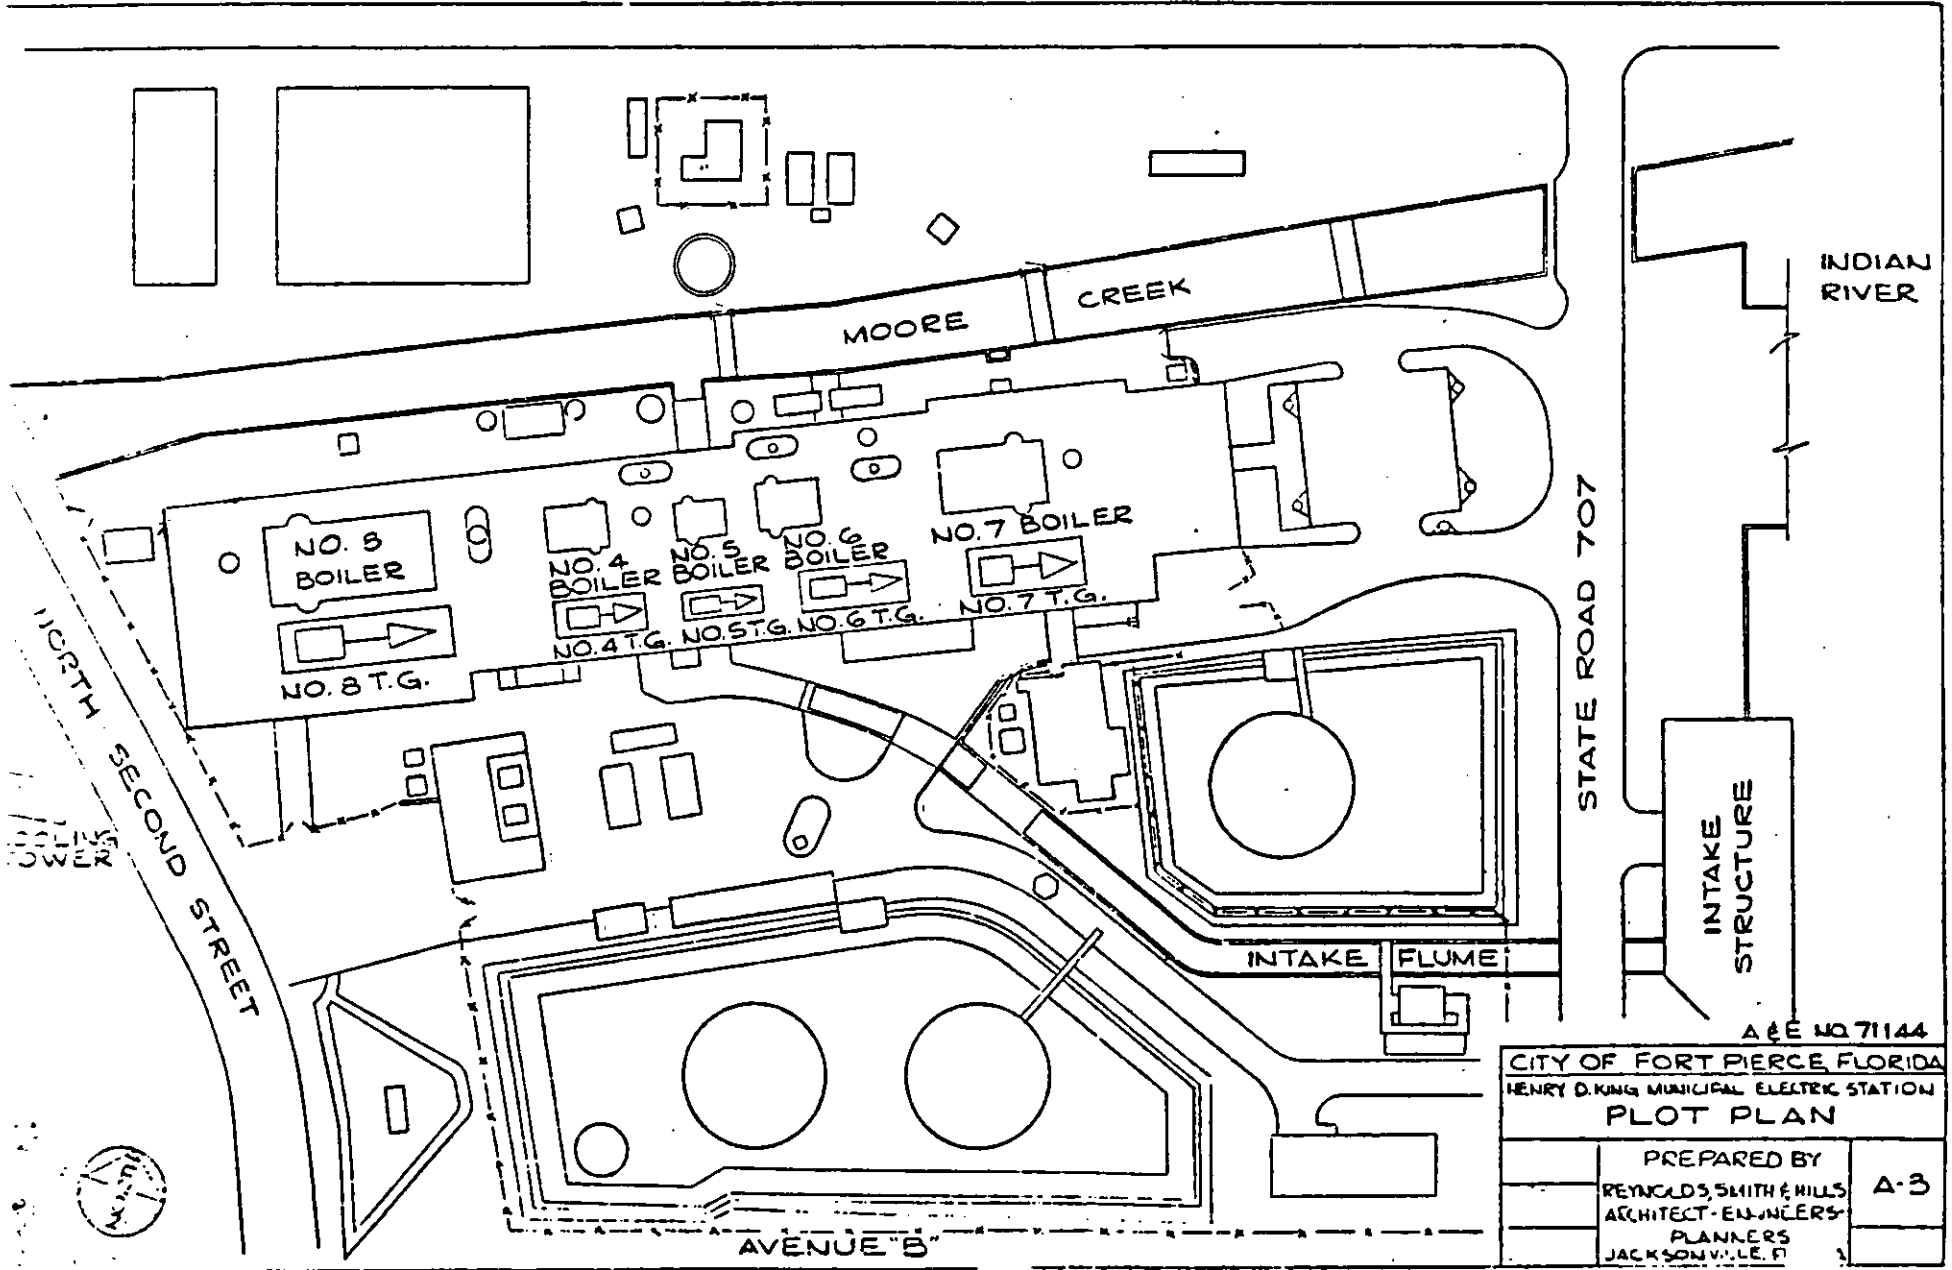 INDIAN
RIVER
CREEK
MOORE
NO. 8
BOILER
NO. 4
BOILER
NO. 5
BOILER
NO. 6
BOILER
NO. 7 BOILER
NO. 8 T.G.
NO. 4 T.G.
NO. 5 T.G.
NO. 6 T.G.
NO. 7 T.G.
STATE ROAD 707
NORTH SECOND STREET
INTAKE
STRUCTURE
INTAKE FLUME
AVENUE "B"
A & E NO. 71144
CITY OF FORT PIERCE, FLORIDA
HENRY D. KING MUNICIPAL ELECTRIC STATION
PLOT PLAN
PREPARED BY
REYNOLDS, SMITH & HILLS
ARCHITECT-ENGINEERS-
PLANNERS
A-3